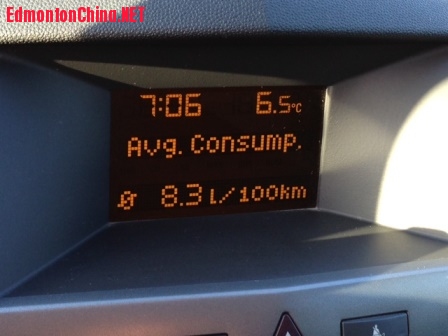 EdmontonChina.NET
7:06 6.5°C
Avg. Consump.
Ø 8.3 l/100km